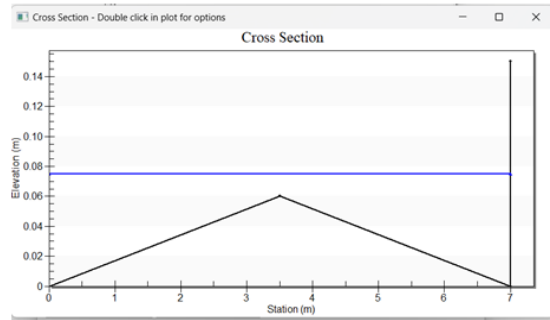 Cross Section - Double click in plot for options
Cross Section
0.14
0.12
0.10
0.08
0.06
0.04
0.02
0
Elevation (m)
0 1 2 3 4 5 6 7
Station (m)